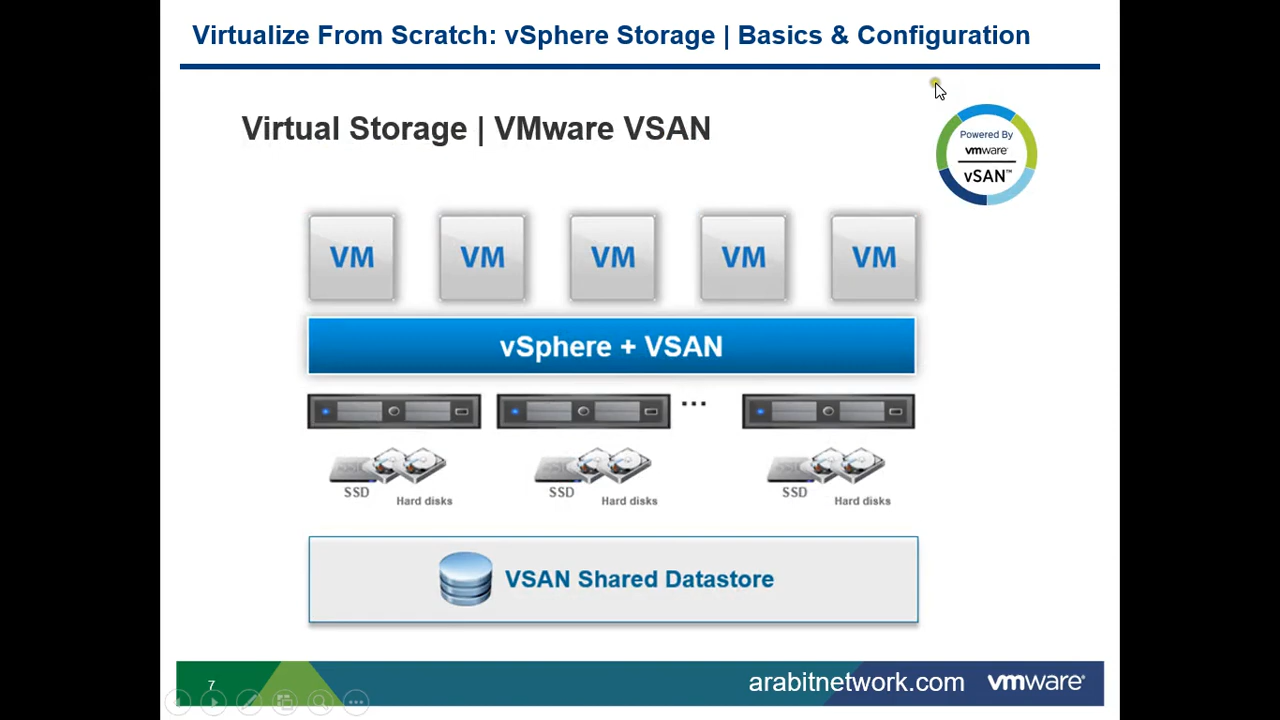 Virtualize From Scratch: vSphere Storage | Basics & Configuration
Virtual Storage | VMware VSAN
Powered By
vmware
vSAN™
VM VM VM VM VM
vSphere + VSAN
...
SSD Hard disks SSD Hard disks SSD Hard disks
VSAN Shared Datastore
7 arabitnetwork.com vmware®